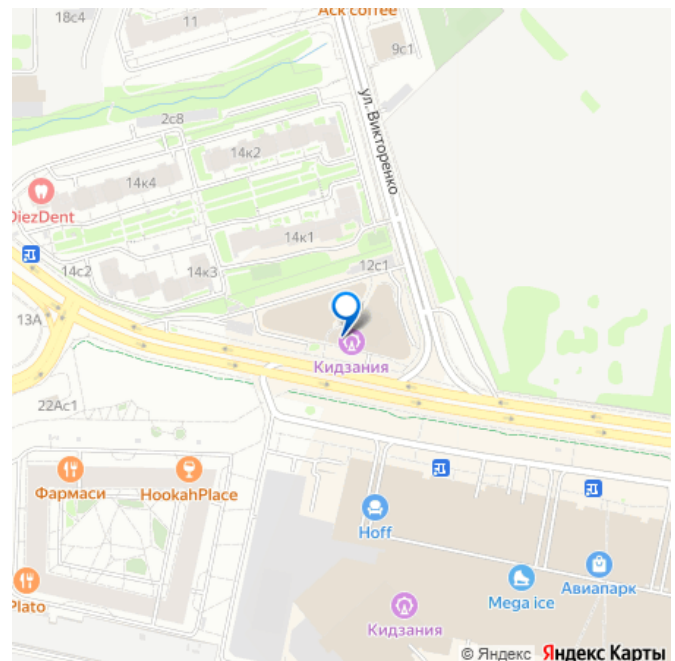 Ack coffee
18с4
11
9с1
ул. Викторенко
2с8
14к2
14к4
DiezDent
14к1
12с1
14с2
14к3
13А
Кидзания
22Ас1
Фармаси
HookahPlace
Hoff
Mega ice
Авиапарк
Plato
Кидзания
© Яндекс Яндекс Карты